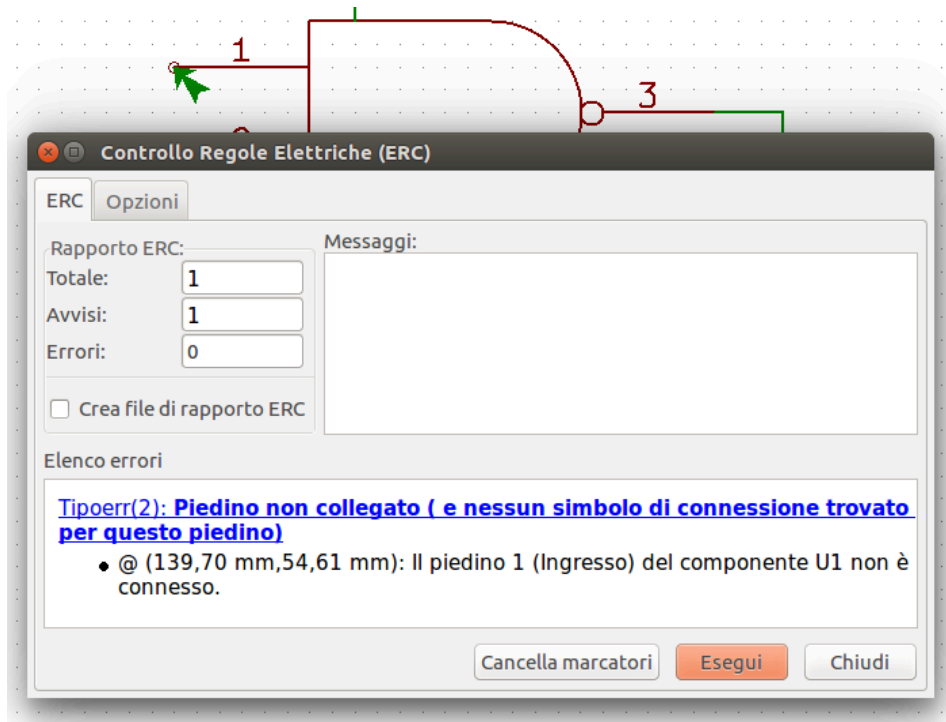 1
3
Controllo Regole Elettriche (ERC)
ERC Opzioni
Rapporto ERC:
Messaggi:
Totale: 1
Avvisi: 1
Errori: 0
Crea file di rapporto ERC
Elenco errori
Tipoerr(2): Piedino non collegato ( e nessun simbolo di connessione trovato
per questo piedino)
• @ (139,70 mm,54,61 mm): Il piedino 1 (Ingresso) del componente U1 non è
connesso.
Cancella marcatori Esegui Chiudi